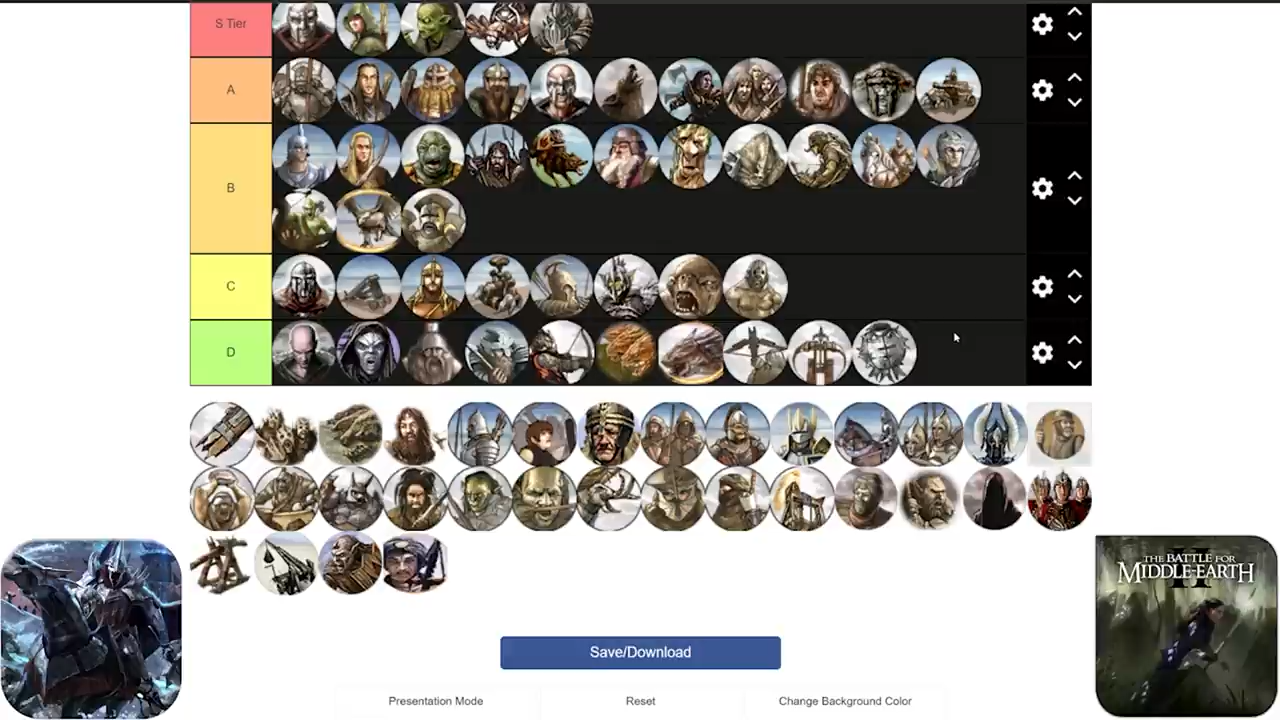 S Tier
A
B
C
D
THE BATTLE FOR
MIDDLE-EARTH
II
Save/Download
Presentation Mode
Reset
Change Background Color